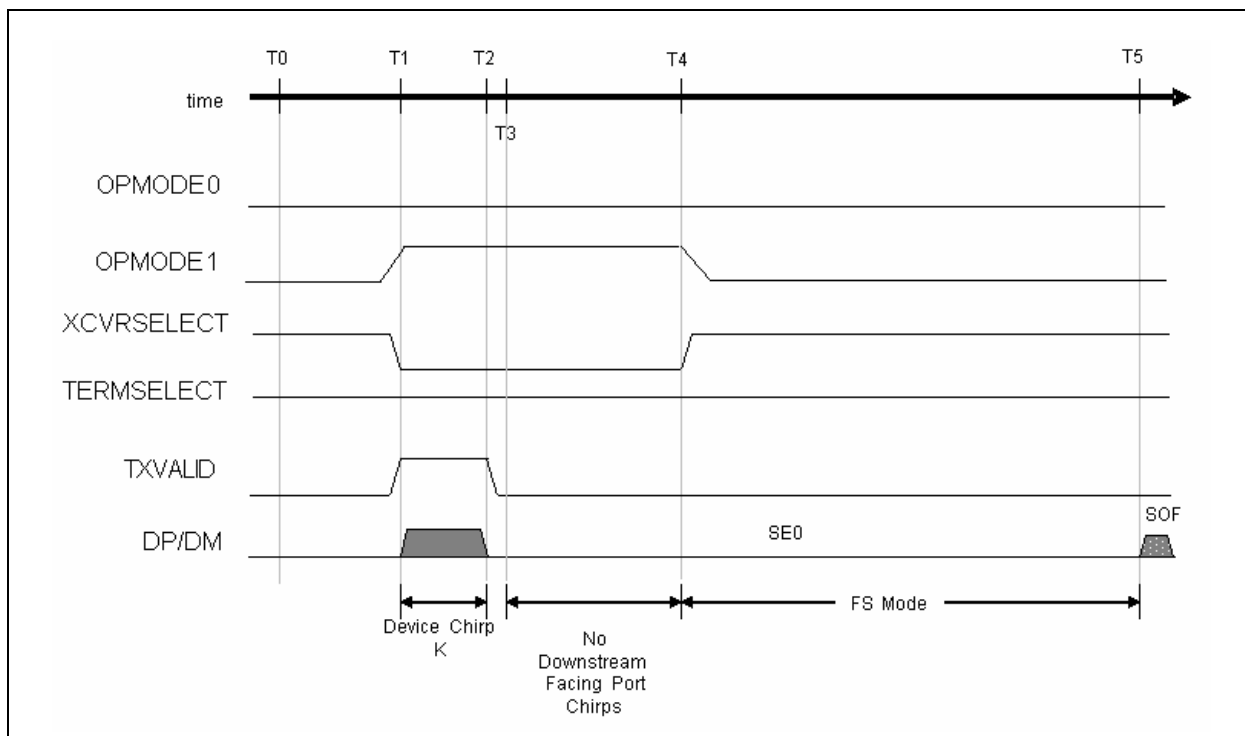 T0 T1 T2 T4 T5
time
T3
OPMODE0
OPMODE1
XCVRSELECT
TERMSELECT
TXVALID
SOF
SE0
DP/DM
FS Mode
Device Chirp
K
No
Downstream
Facing Port
Chirps